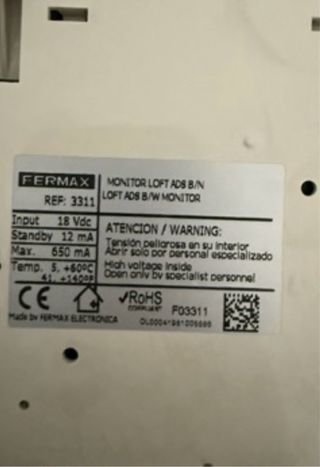 FERMAX
REF: 3311
MONITOR LOFT ADS B/N
LOFT ADS B/W MONITOR
Input 18 Vdc
Standby 12 mA
Max. 650 mA
Temp. 5, +60ºC
41, +140ºF
ATENCION / WARNING:
Tensión peligrosa en su interior
Abrir solo por personal especializado
High voltage inside
Open only by specialist personnel
CE
RoHS
COMPLIANT
F03311
Made by FERMAX ELECTRONICA